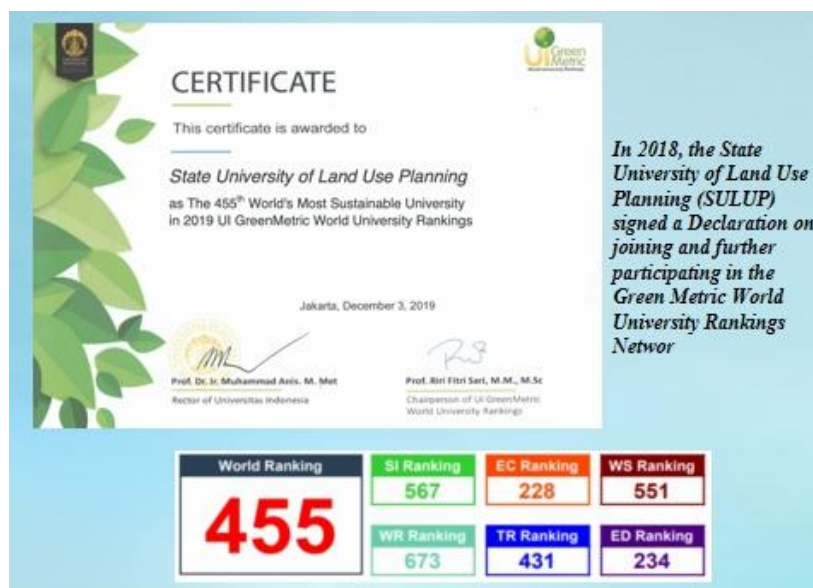 UI Green
Metric
CERTIFICATE
This certificate is awarded to
State University of Land Use Planning
as The 455th World's Most Sustainable University
in 2019 UI GreenMetric World University Rankings
Jakarta, December 3, 2019
Prof. Dr. Ir. Muhammad Anis. M. Met
Rector of Universitas Indonesia
Prof. Riri Fitri Sari, M.M., M.Sc
Chairperson of UI GreenMetric
World University Rankings
In 2018, the State
University of Land Use
Planning (SULUP)
signed a Declaration on
joining and further
participating in the
Green Metric World
University Rankings
Networ
World Ranking
455
SI Ranking
567
EC Ranking
228
WS Ranking
551
WR Ranking
673
TR Ranking
431
ED Ranking
234